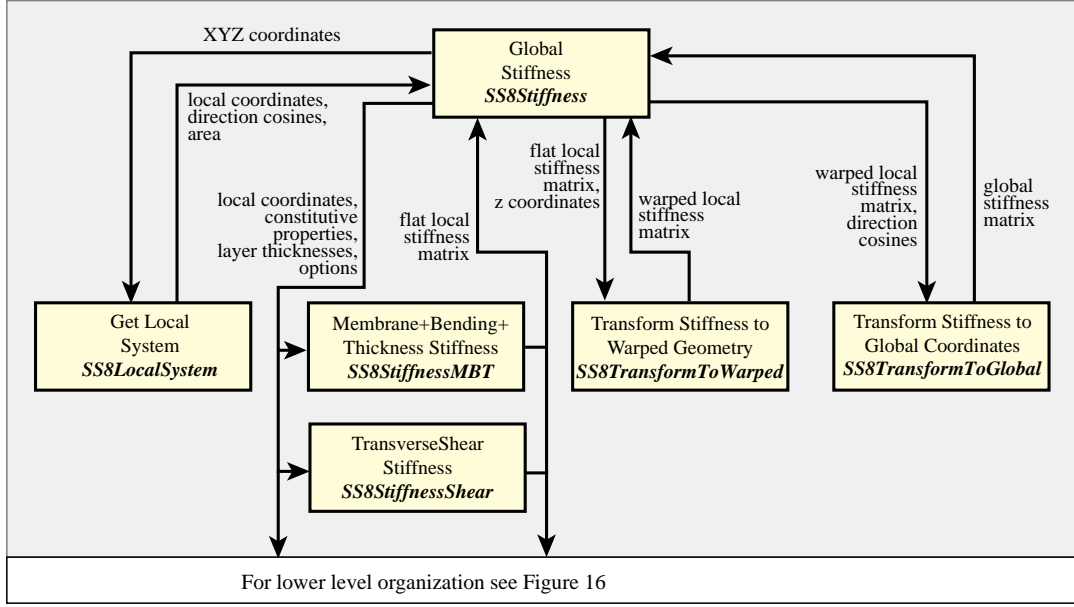 XYZ coordinates
Global
Stiffness
SS8Stiffness
local coordinates,
direction cosines,
area
local coordinates,
constitutive
properties,
layer thicknesses,
options
flat local
stiffness
matrix
flat local
stiffness
matrix,
z coordinates
warped local
stiffness
matrix
warped local
stiffness
matrix,
direction
cosines
global
stiffness
matrix
Get Local
System
SS8LocalSystem
Membrane+Bending+
Thickness Stiffness
SS8StiffnessMBT
Transform Stiffness to
Warped Geometry
SS8TransformToWarped
Transform Stiffness to
Global Coordinates
SS8TransformToGlobal
TransverseShear
Stiffness
SS8StiffnessShear
For lower level organization see Figure 16